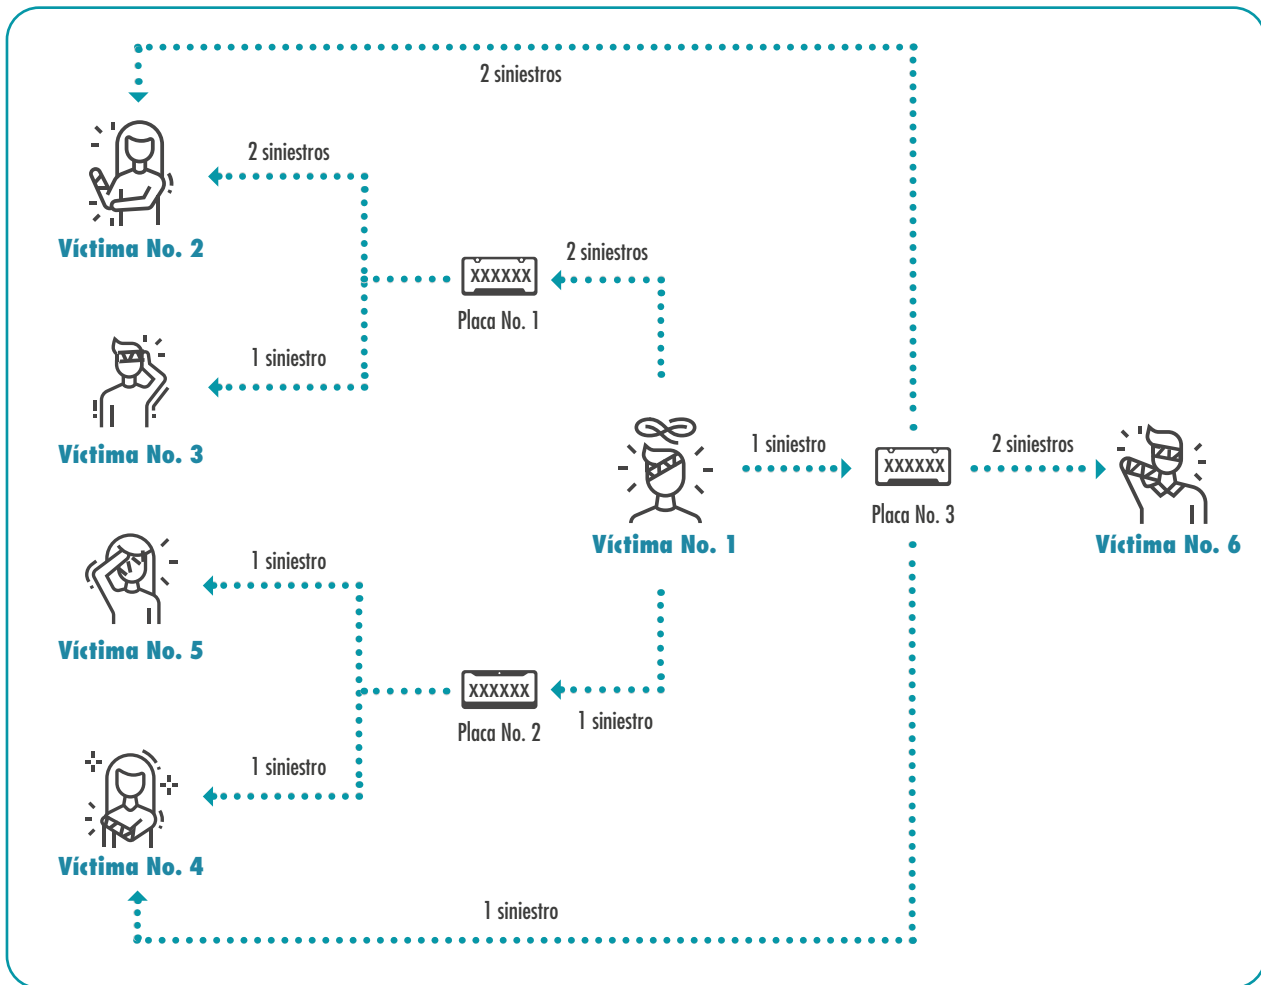 2 siniestros
2 siniestros
Víctima No. 2
2 siniestros
XXXXXX
Placa No. 1
1 siniestro
Víctima No. 3
1 siniestro
XXXXXX
Placa No. 3
2 siniestros
Víctima No. 1
Víctima No. 6
1 siniestro
Víctima No. 5
XXXXXX
Placa No. 2
1 siniestro
1 siniestro
Víctima No. 4
1 siniestro